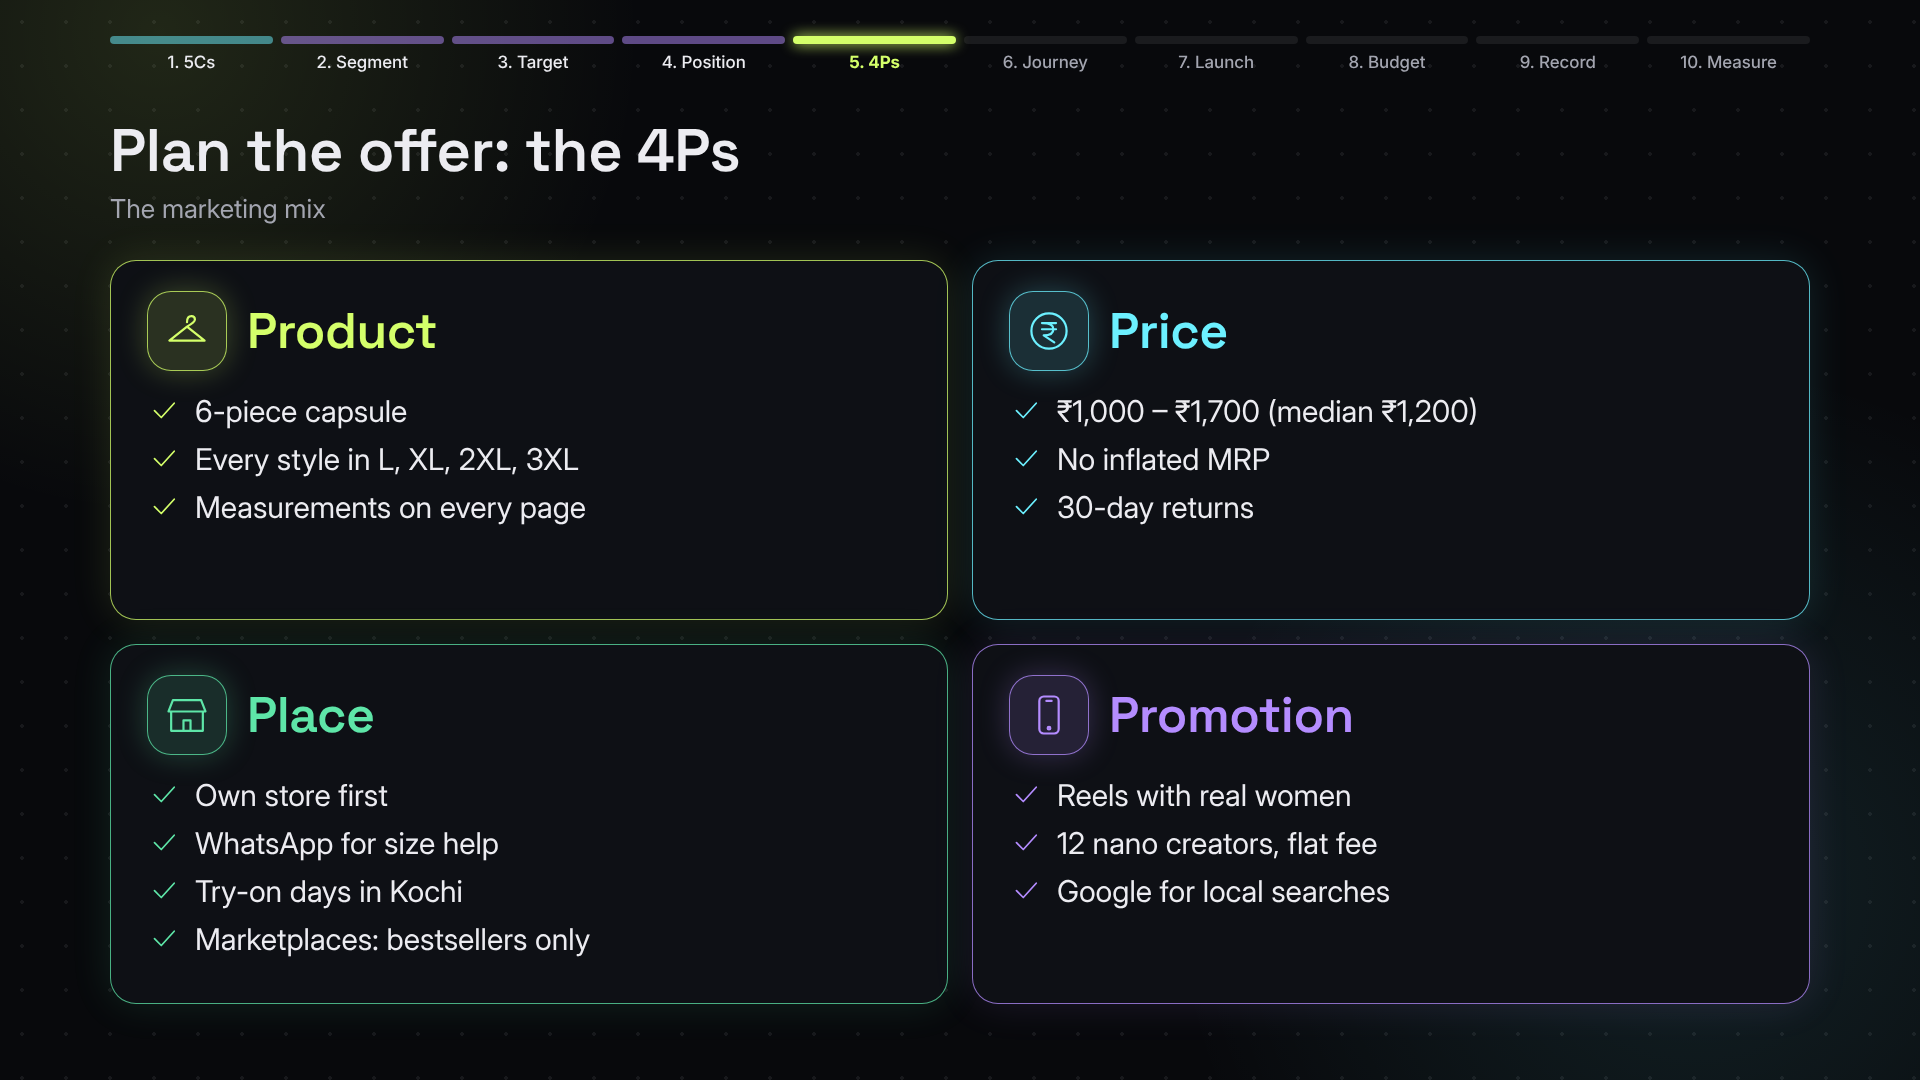 1. 5Cs
2. Segment
3. Target
4. Position
5. 4Ps
6. Journey
7. Launch
8. Budget
9. Record
10. Measure
Plan the offer: the 4Ps
The marketing mix
Product
6-piece capsule
Every style in L, XL, 2XL, 3XL
Measurements on every page
Price
₹1,000 – ₹1,700 (median ₹1,200)
No inflated MRP
30-day returns
Place
Own store first
WhatsApp for size help
Try-on days in Kochi
Marketplaces: bestsellers only
Promotion
Reels with real women
12 nano creators, flat fee
Google for local searches